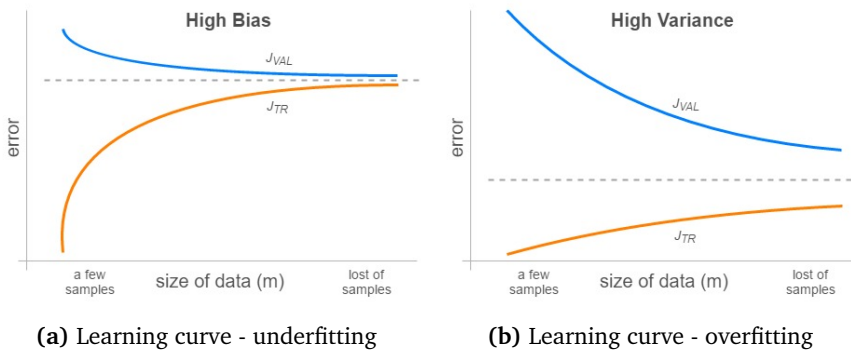 High Bias
J_VAL
J_TR
error
a few
samples
size of data (m)
lost of
samples
(a) Learning curve - underfitting
High Variance
J_VAL
J_TR
error
a few
samples
size of data (m)
lost of
samples
(b) Learning curve - overfitting